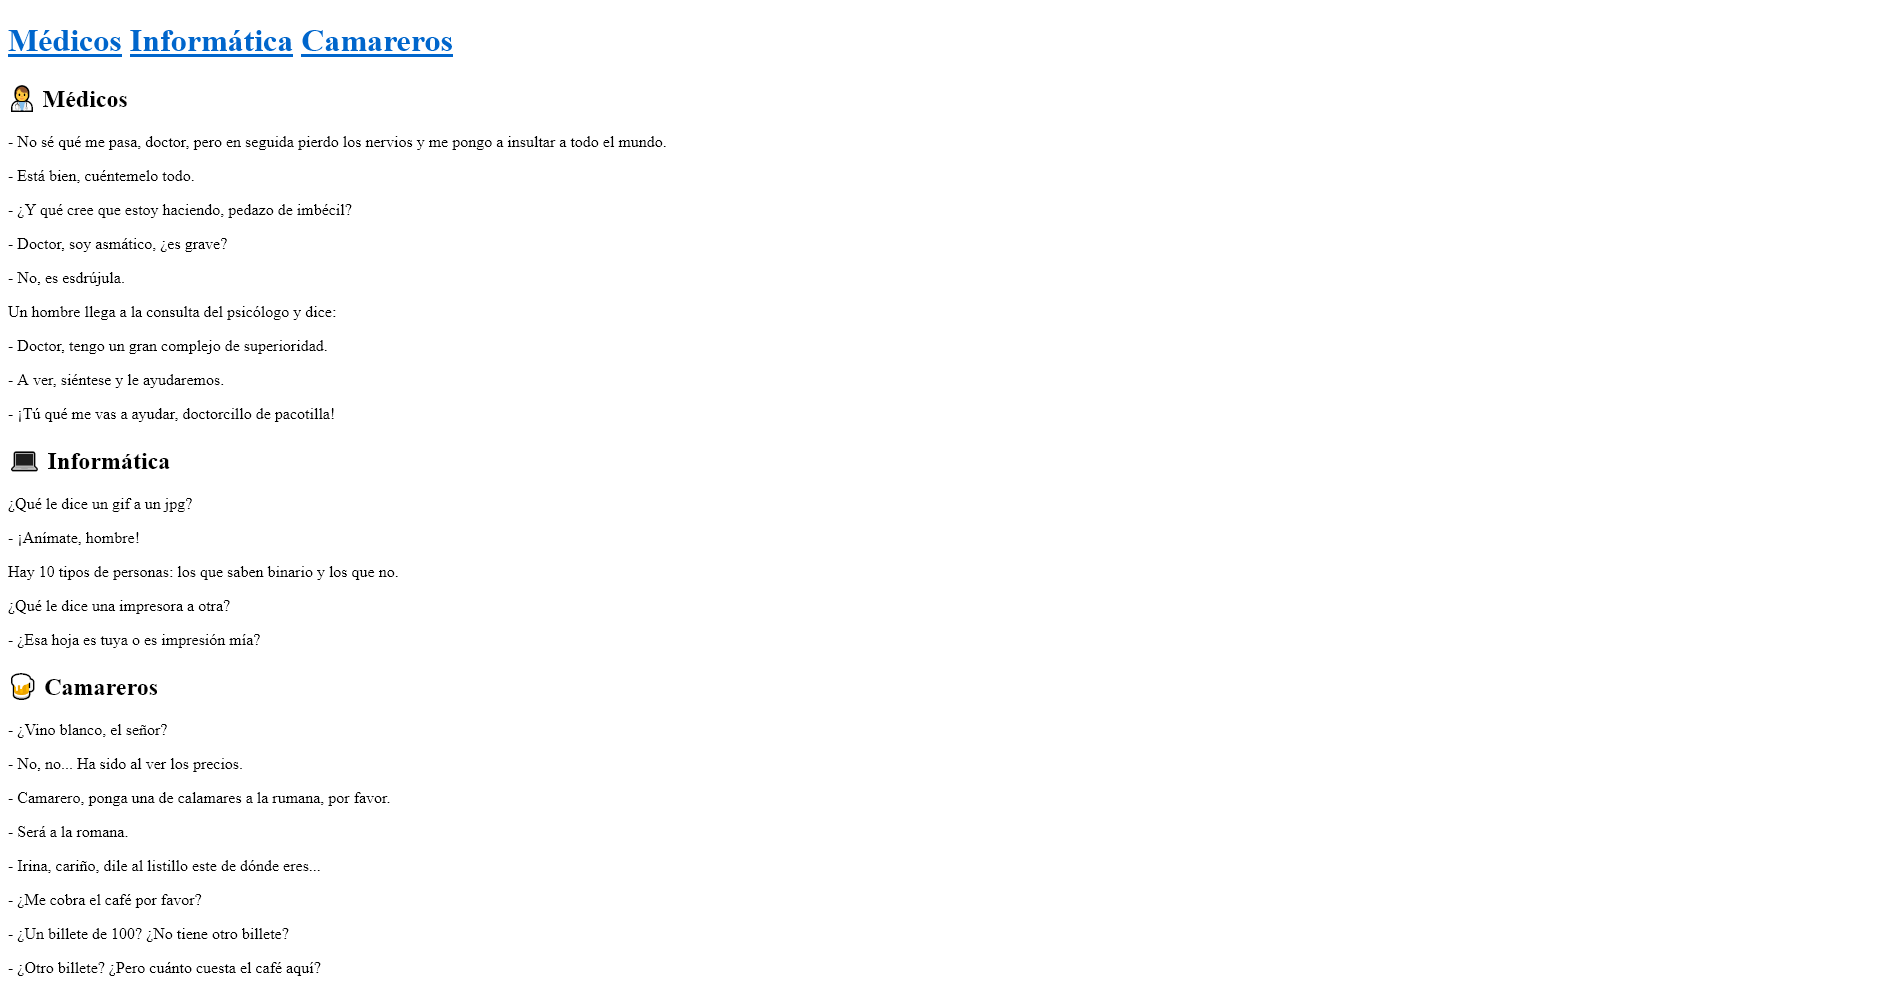 Médicos Informática Camareros
Médicos
- No sé qué me pasa, doctor, pero en seguida pierdo los nervios y me pongo a insultar a todo el mundo.
- Está bien, cuéntemelo todo.
- ¿Y qué cree que estoy haciendo, pedazo de imbécil?
- Doctor, soy asmático, ¿es grave?
- No, es esdrújula.
Un hombre llega a la consulta del psicólogo y dice:
- Doctor, tengo un gran complejo de superioridad.
- A ver, siéntese y le ayudaremos.
- ¡Tú qué me vas a ayudar, doctorcillo de pacotilla!
Informática
¿Qué le dice un gif a un jpg?
- ¡Anímate, hombre!
Hay 10 tipos de personas: los que saben binario y los que no.
¿Qué le dice una impresora a otra?
- ¿Esa hoja es tuya o es impresión mía?
Camareros
- ¿Vino blanco, el señor?
- No, no... Ha sido al ver los precios.
- Camarero, ponga una de calamares a la rumana, por favor.
- Será a la romana.
- Irina, cariño, dile al listillo este de dónde eres...
- ¿Me cobra el café por favor?
- ¿Un billete de 100? ¿No tiene otro billete?
- ¿Otro billete? ¿Pero cuánto cuesta el café aquí?